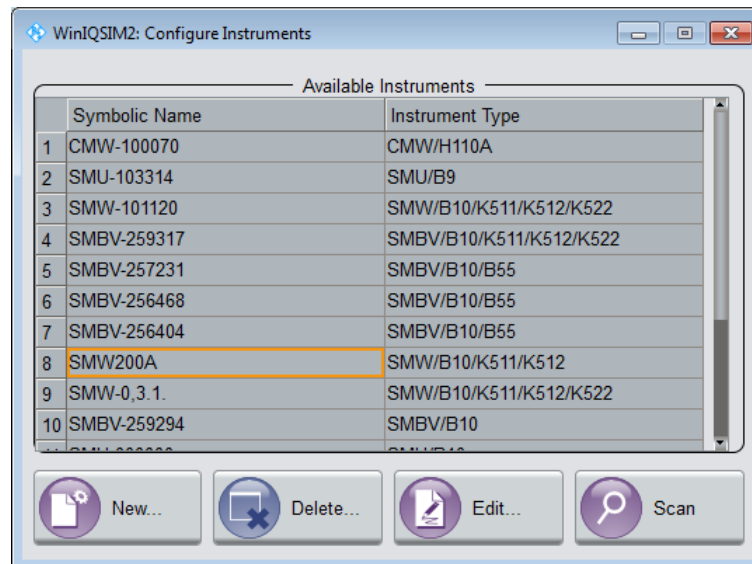 WinIQSIM2: Configure Instruments
Available Instruments
Symbolic Name Instrument Type
1 CMW-100070 CMW/H110A
2 SMU-103314 SMU/B9
3 SMW-101120 SMW/B10/K511/K512/K522
4 SMBV-259317 SMBV/B10/K511/K512/K522
5 SMBV-257231 SMBV/B10/B55
6 SMBV-256468 SMBV/B10/B55
7 SMBV-256404 SMBV/B10/B55
8 SMW200A SMW/B10/K511/K512
9 SMW-0,3.1. SMW/B10/K511/K512/K522
10 SMBV-259294 SMBV/B10
New... Delete... Edit... Scan